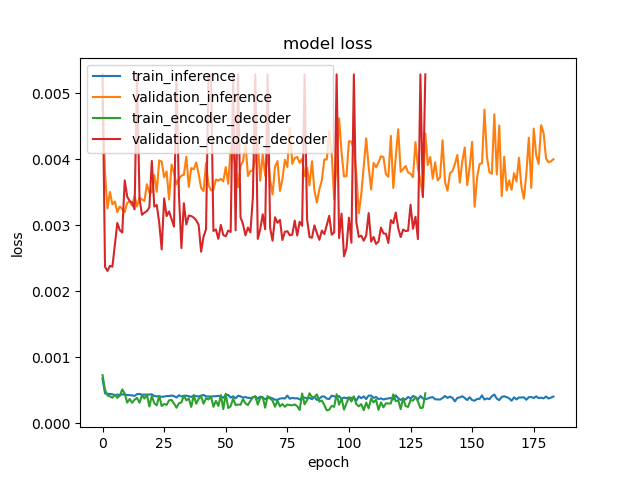 model loss
train_inference
validation_inference
train_encoder_decoder
validation_encoder_decoder
loss
0.005
0.004
0.003
0.002
0.001
0.000
0 25 50 75 100 125 150 175
epoch